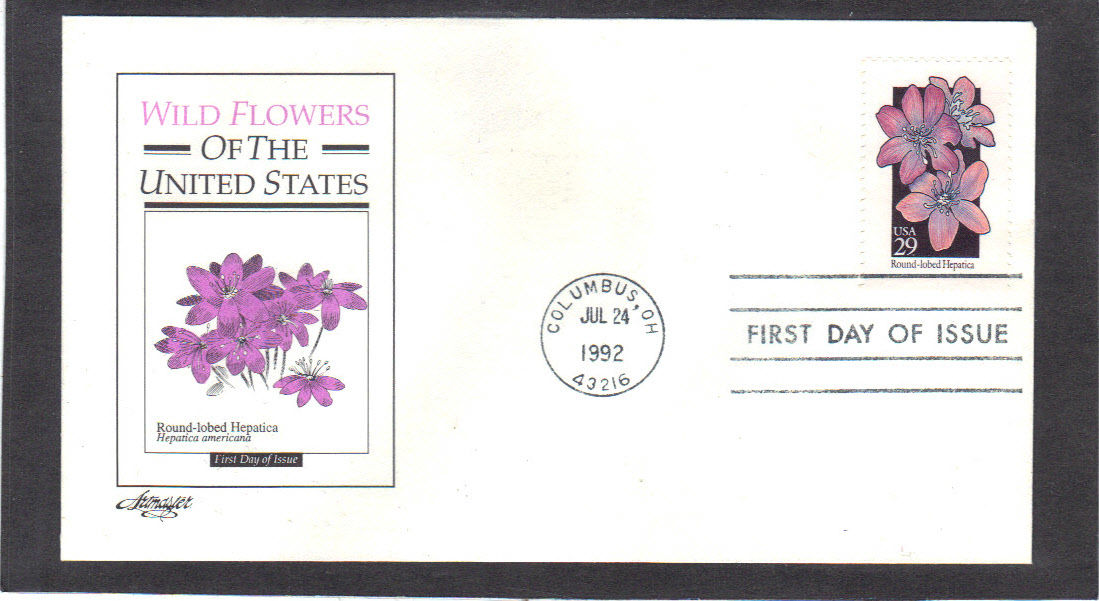 WILD FLOWERS
OF THE
UNITED STATES
Round-lobed Hepatica
Hepatica americana
First Day of Issue
Artmaster
USA
29
Round-lobed Hepatica
COLUMBUS, OH
JUL 24
1992
43216
FIRST DAY OF ISSUE